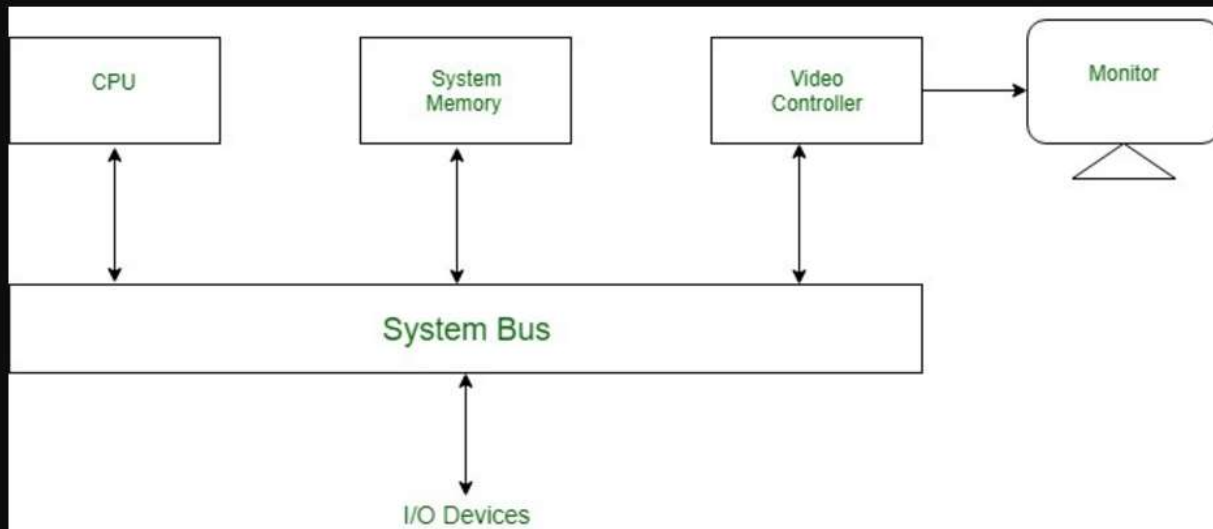 CPU
System
Memory
Video
Controller
Monitor
System Bus
I/O Devices